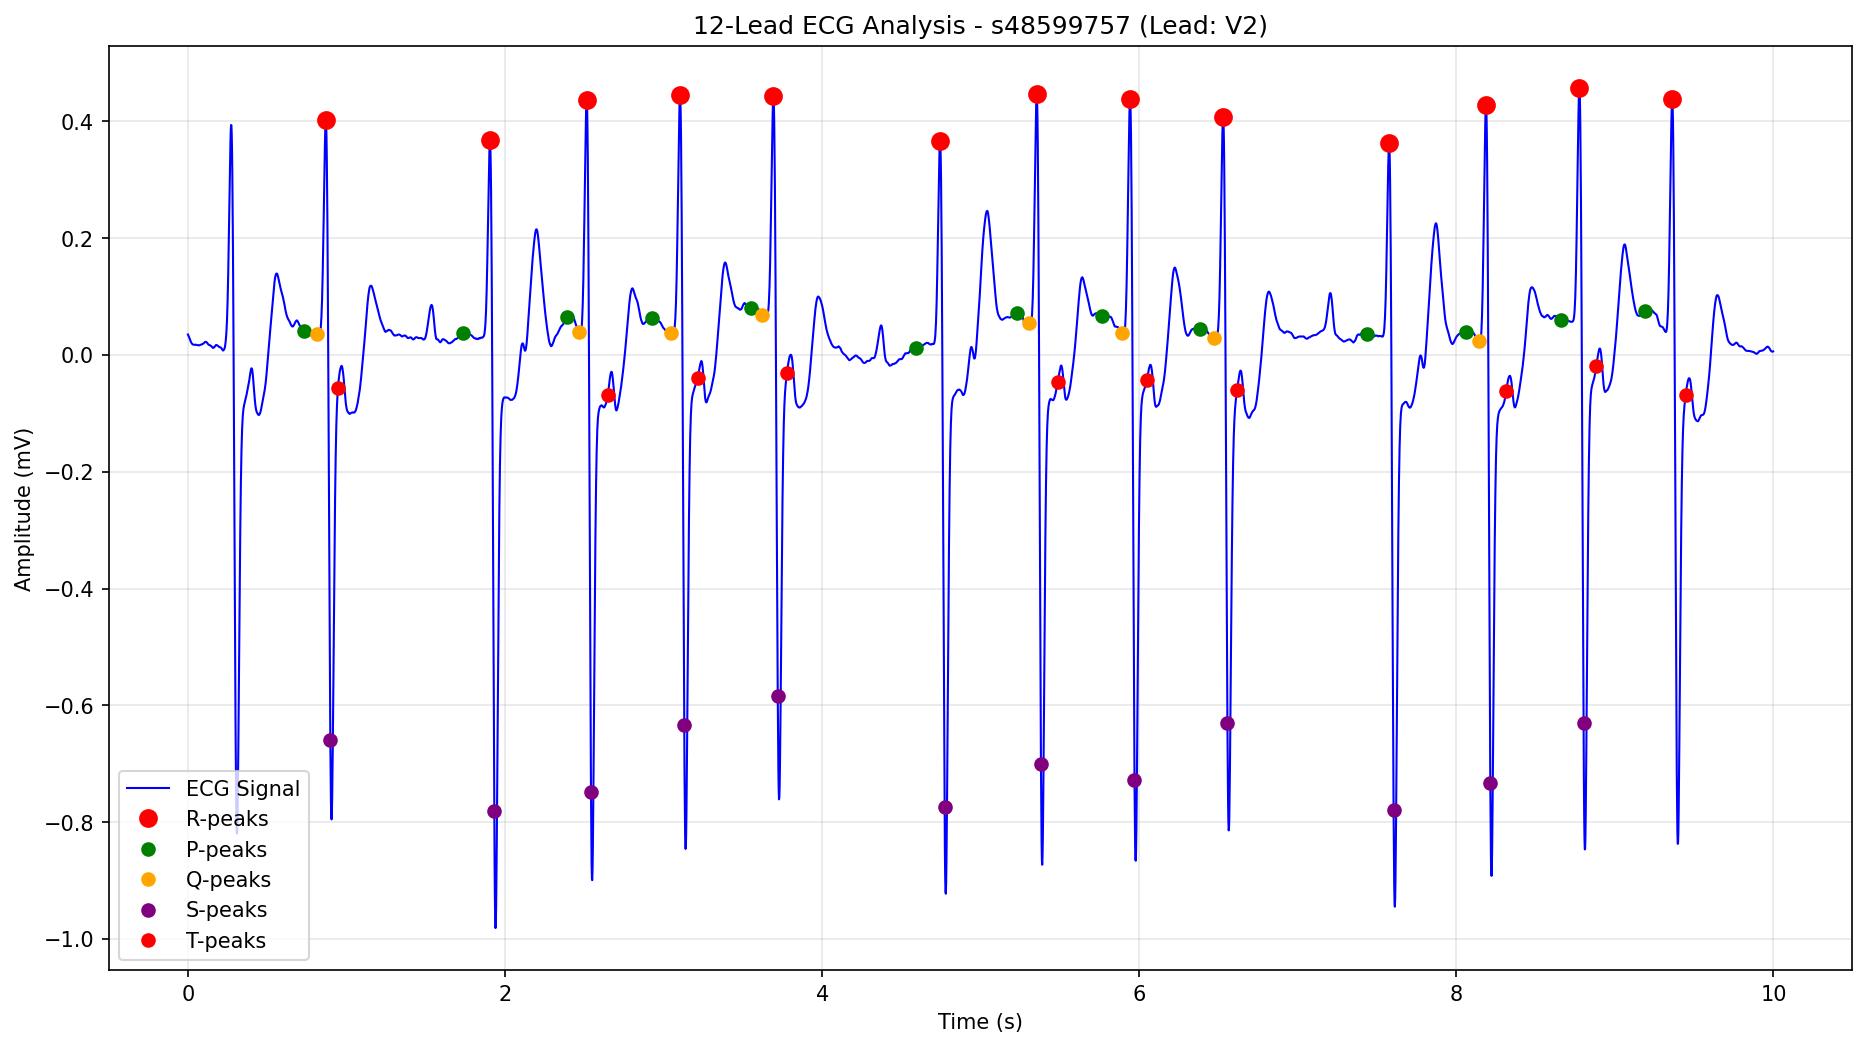 12-Lead ECG Analysis - s48599757 (Lead: V2)
Amplitude (mV)
0.4
0.2
0.0
−0.2
−0.4
−0.6
−0.8
−1.0
ECG Signal
R-peaks
P-peaks
Q-peaks
S-peaks
T-peaks
0 2 4 6 8 10
Time (s)